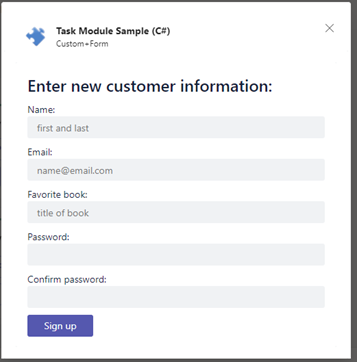 Task Module Sample (C#)
Custom+Form
Enter new customer information:
Name:
first and last
Email:
name@email.com
Favorite book:
title of book
Password:
Confirm password:
Sign up